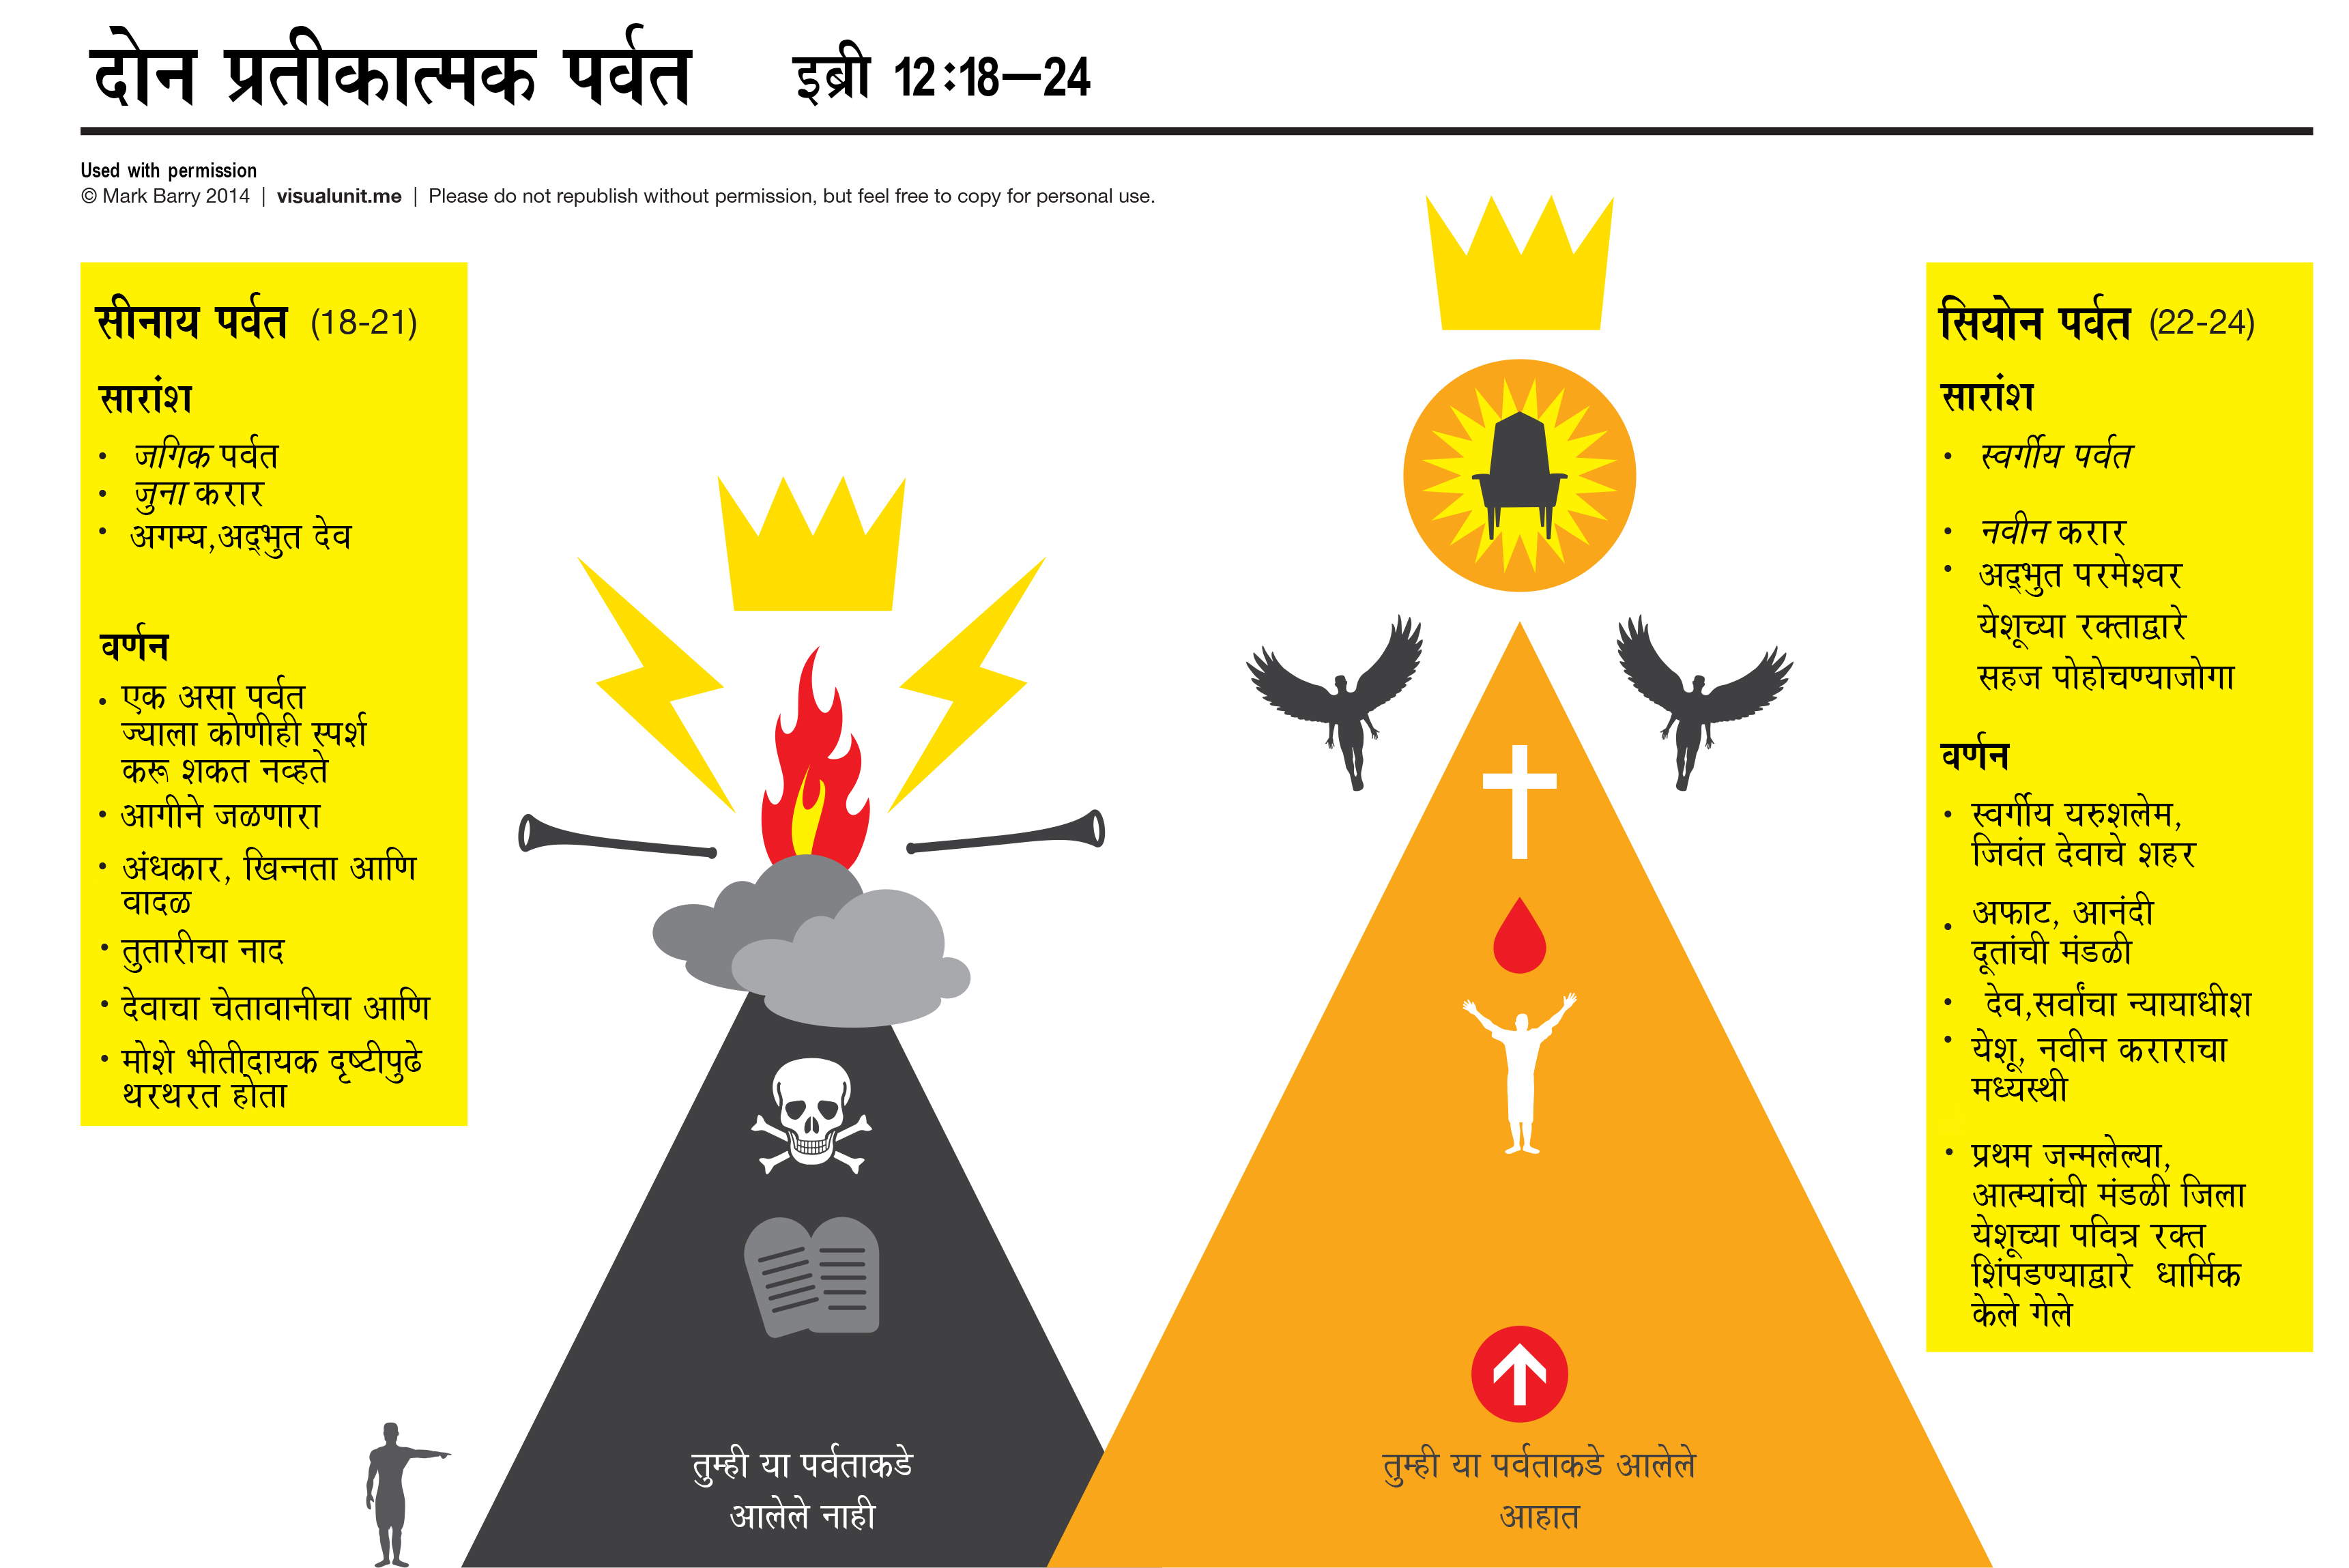 दोन प्रतीकात्मक पर्वत इब्री 12:18–24
Used with permission
© Mark Barry 2014 | visualunit.me | Please do not republish without permission, but feel free to copy for personal use.
सीनाय पर्वत (18-21)
सारांश
• जगिक पर्वत
• जुना करार
• अगम्य,अद्‌भुत देव
वर्णन
• एक असा पर्वत
ज्याला कोणीही स्पर्श
करू शकत नव्हते
• आगीने जळणारा
• अंधकार, खिन्नता आणि
वादळ
• तुतारीचा नाद
• देवाचा चेतावानीचा आणि
• मोशे भीतीदायक दृष्टीपुढे
थरथरत होता
तुम्ही या पर्वताकडे
आलेले नाही
तुम्ही या पर्वताकडे आलेले
आहात
सियोन पर्वत (22-24)
सारांश
• स्वर्गीय पर्वत
• नवीन करार
• अद्‌भुत परमेश्वर
येशूच्या रक्ताद्वारे
सहज पोहोचण्याजोगा
वर्णन
• स्वर्गीय यरुशलेम,
जिवंत देवाचे शहर
• अफाट, आनंदी
दूतांची मंडळी
• देव,सर्वांचा न्यायाधीश
• येशू, नवीन कराराचा
मध्यस्थी
• प्रथम जन्मलेल्या,
आत्म्यांची मंडळी जिला
येशूच्या पवित्र रक्त
शिंपडण्याद्वारे धार्मिक
केले गेले